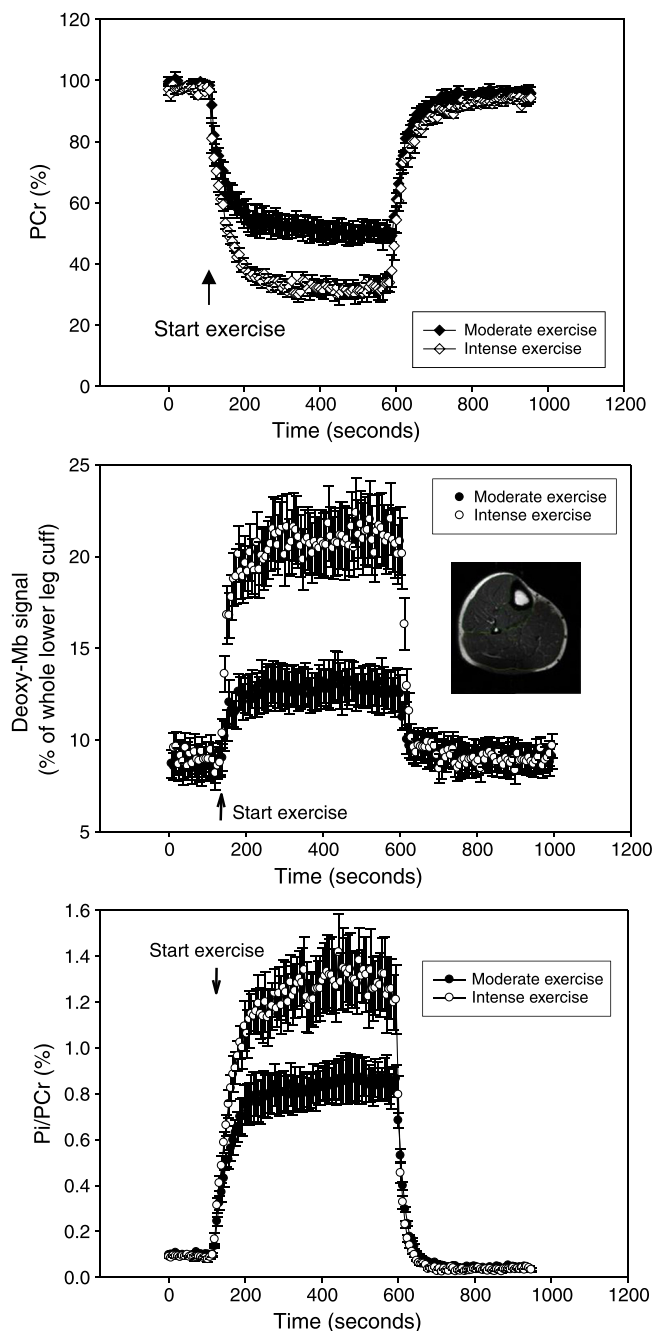 120
100
80
60
40
20
0
PCr (%)
Start exercise
Moderate exercise
Intense exercise
0 200 400 600 800 1000 1200
Time (seconds)
25
20
15
10
5
Deoxy-Mb signal
(% of whole lower leg cuff)
Moderate exercise
Intense exercise
Start exercise
0 200 400 600 800 1000 1200
Time (seconds)
1.6
1.4
1.2
1.0
0.8
0.6
0.4
0.2
0.0
Pi/PCr (%)
Start exercise
Moderate exercise
Intense exercise
0 200 400 600 800 1000 1200
Time (seconds)